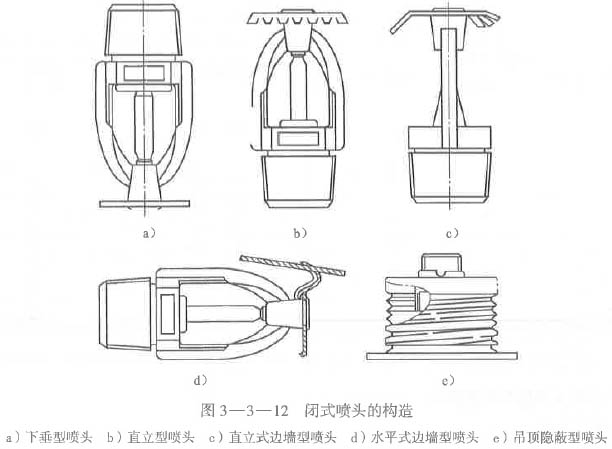 a）
b）
c）
d）
e）
图 3—3—12 闭式喷头的构造
a）下垂型喷头 b）直立型喷头 c）直立式边墙型喷头 d）水平式边墙型喷头 e）吊顶隐蔽型喷头